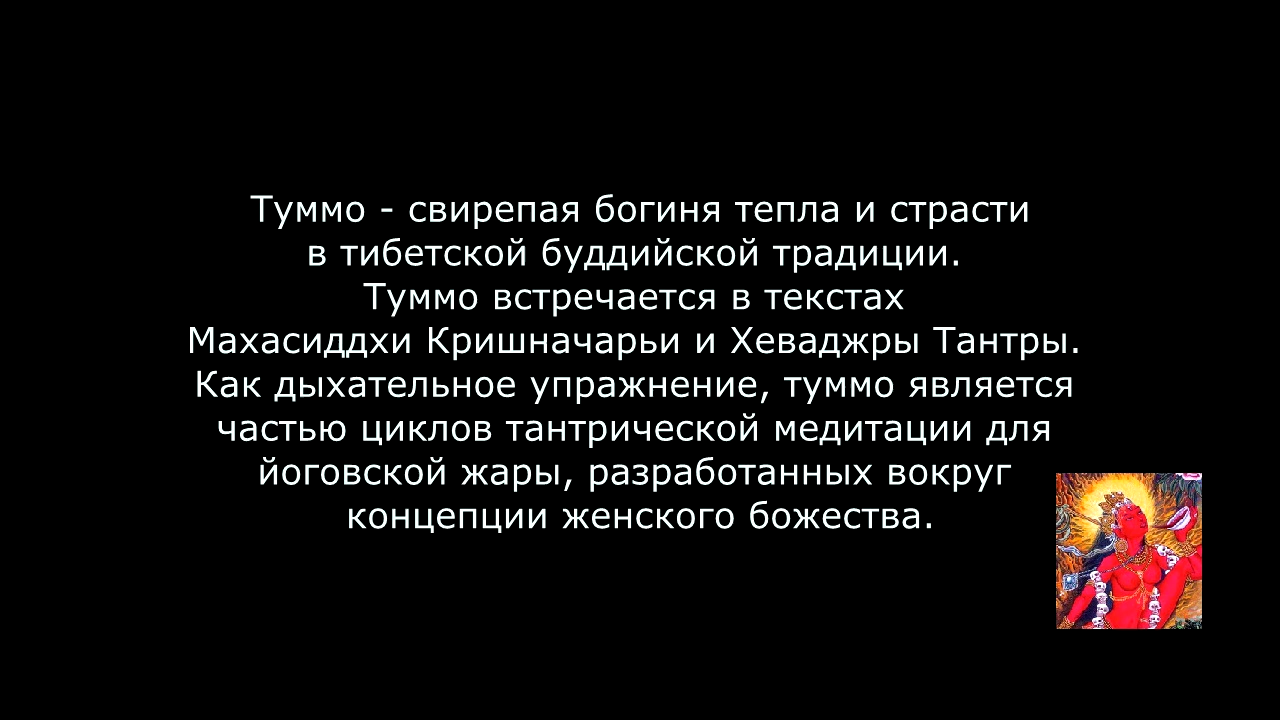 Туммо - свирепая богиня тепла и страсти
в тибетской буддийской традиции.
Туммо встречается в текстах
Махасиддхи Кришначарьи и Хеваджры Тантры.
Как дыхательное упражнение, туммо является
частью циклов тантрической медитации для
йоговской жары, разработанных вокруг
концепции женского божества.